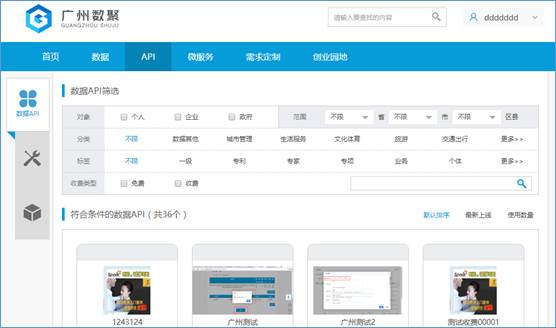 广州数聚
GUANGZHOU SHUJU
请输入要查找的内容
ddddddd
首页 数据 API 微服务 需求定制 创业园地
数据API
数据API筛选
对象 个人 企业 政府 范围 不限 省 不限 市 不限 区县
分类 不限 数据其他 城市管理 生活服务 文化体育 旅游 交通出行 更多>>
标签 不限 一级 专利 专家 专项 业务 个体 更多>>
收费类型 免费 收费
符合条件的数据API（共36个） 默认排序 最新上线 使用数量
Spark
Spark
1243124 广州测试 广州测试2 测试收费00001